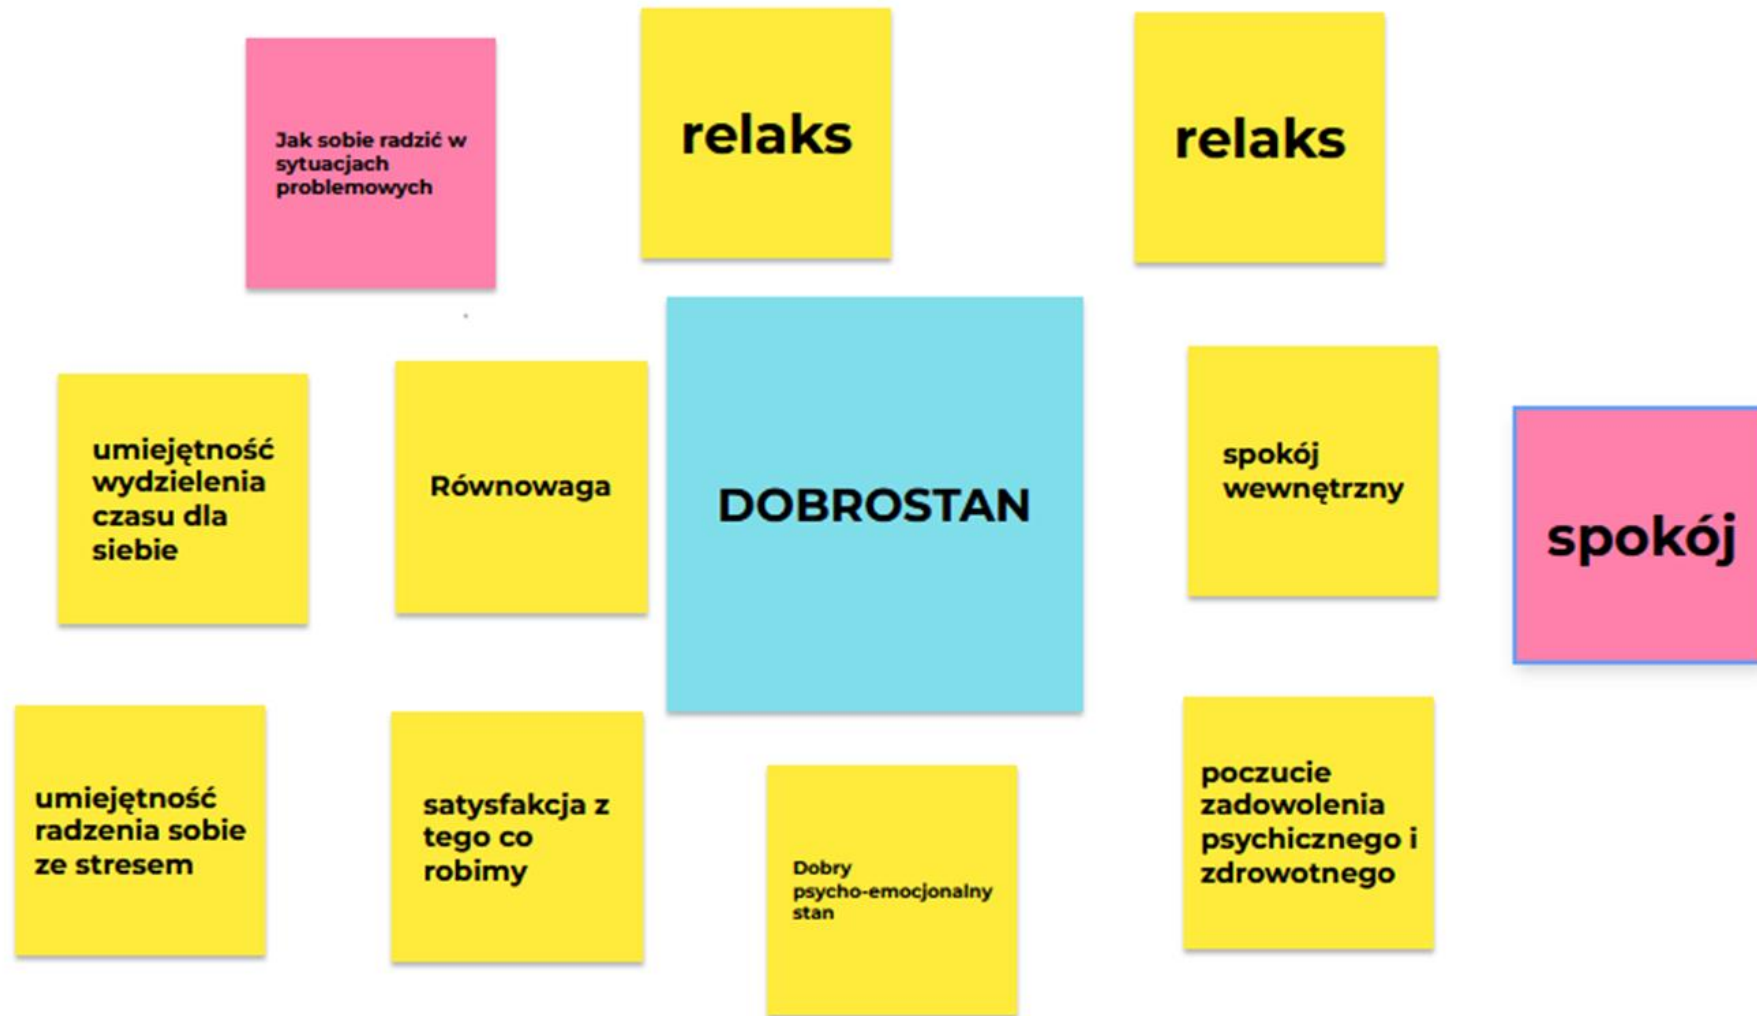 Jak sobie radzić w
sytuacjach
problemowych
relaks
relaks
umiejętność
wydzielenia
czasu dla
siebie
Równowaga
DOBROSTAN
spokój
wewnętrzny
spokój
umiejętność
radzenia sobie
ze stresem
satysfakcja z
tego co
robimy
Dobry
psycho-emocjonalny
stan
poczucie
zadowolenia
psychicznego i
zdrowotnego